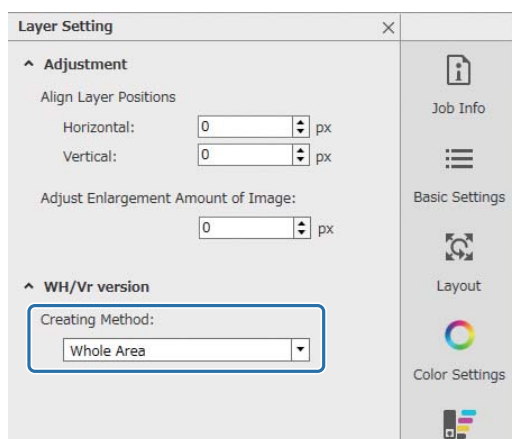 Layer Setting
Adjustment
Align Layer Positions
Horizontal: 0 px
Vertical: 0 px
Adjust Enlargement Amount of Image:
0 px
WH/Vr version
Creating Method:
Whole Area
Job Info
Basic Settings
Layout
Color Settings